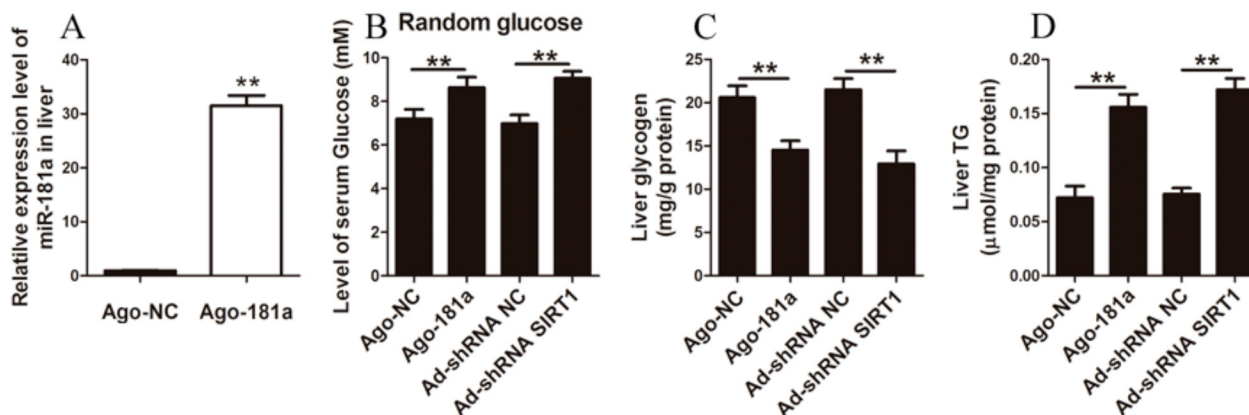 A
Relaltive expression level of
miR-181a in liver
40
30
20
10
0
**
Ago-NC
Ago-181a
B
Random glucose
Level of serum Glucose (mM)
10
8
6
4
2
0
**
**
Ago-NC
Ago-181a
Ad-shRNA NC
Ad-shRNA SIRT1
C
Liver glycogen
(mg/g protein)
25
20
15
10
5
0
**
**
Ago-NC
Ago-181a
Ad-shRNA NC
Ad-shRNA SIRT1
D
Liver TG
(μmol/mg protein)
0.20
0.15
0.10
0.05
0.00
**
**
Ago-NC
Ago-181a
Ad-shRNA NC
Ad-shRNA SIRT1